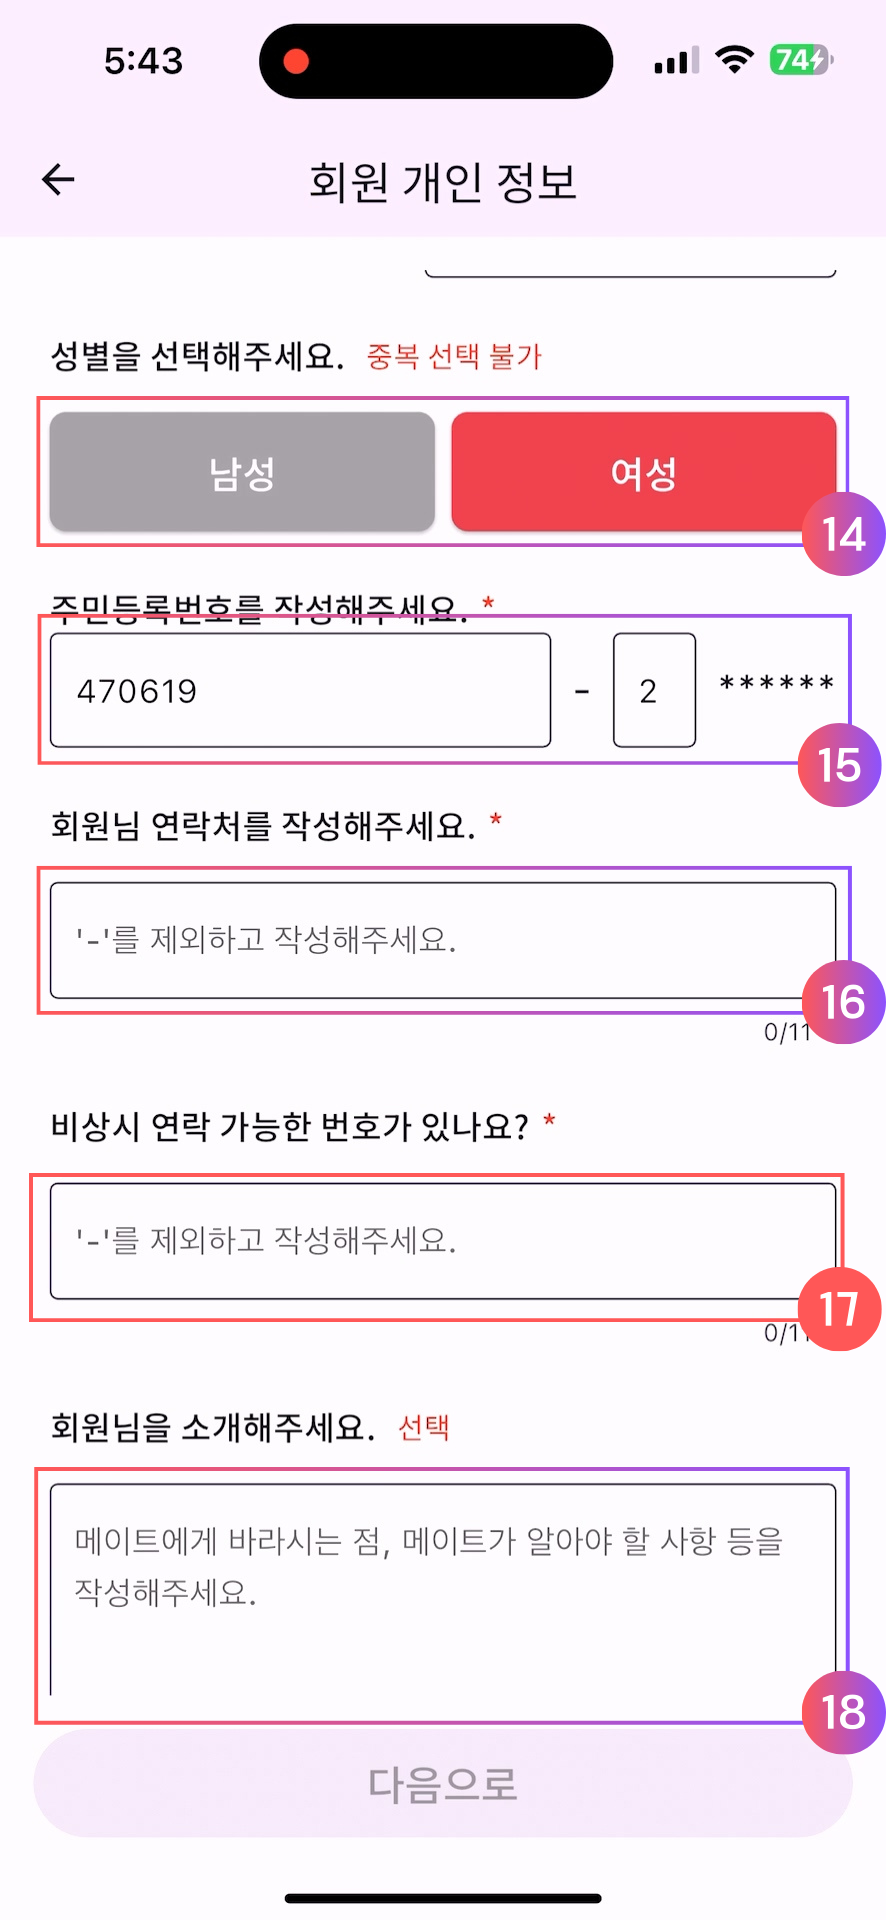 5:43
74
회원 개인 정보
성별을 선택해주세요. 중복 선택 불가
남성 여성
14
주민등록번호를 작성해주세요. *
470619 - 2 ******
15
회원님 연락처를 작성해주세요. *
'-'를 제외하고 작성해주세요.
16
0/11
비상시 연락 가능한 번호가 있나요? *
'-'를 제외하고 작성해주세요.
17
0/11
회원님을 소개해주세요. 선택
메이트에게 바라시는 점, 메이트가 알아야 할 사항 등을
작성해주세요.
18
다음으로